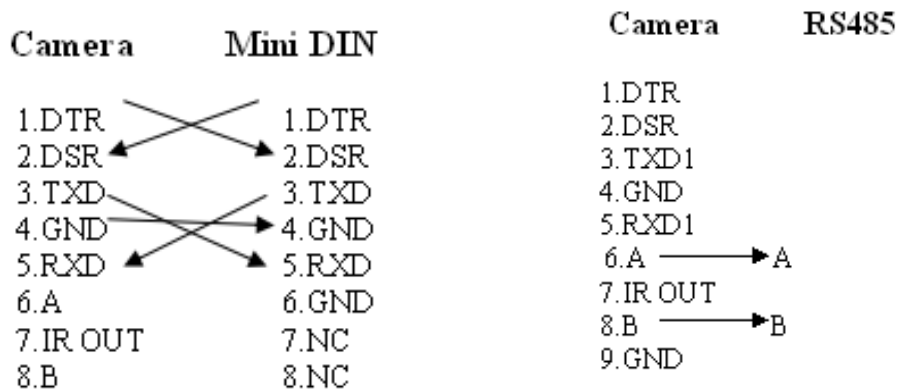 Camera Mini DIN
1.DTR 1.DTR
2.DSR 2.DSR
3.TXD 3.TXD
4.GND 4.GND
5.RXD 5.RXD
6.A 6.GND
7.IR OUT 7.NC
8.B 8.NC
Camera RS485
1.DTR
2.DSR
3.TXD1
4.GND
5.RXD1
6.A A
7.IR OUT
8.B B
9.GND